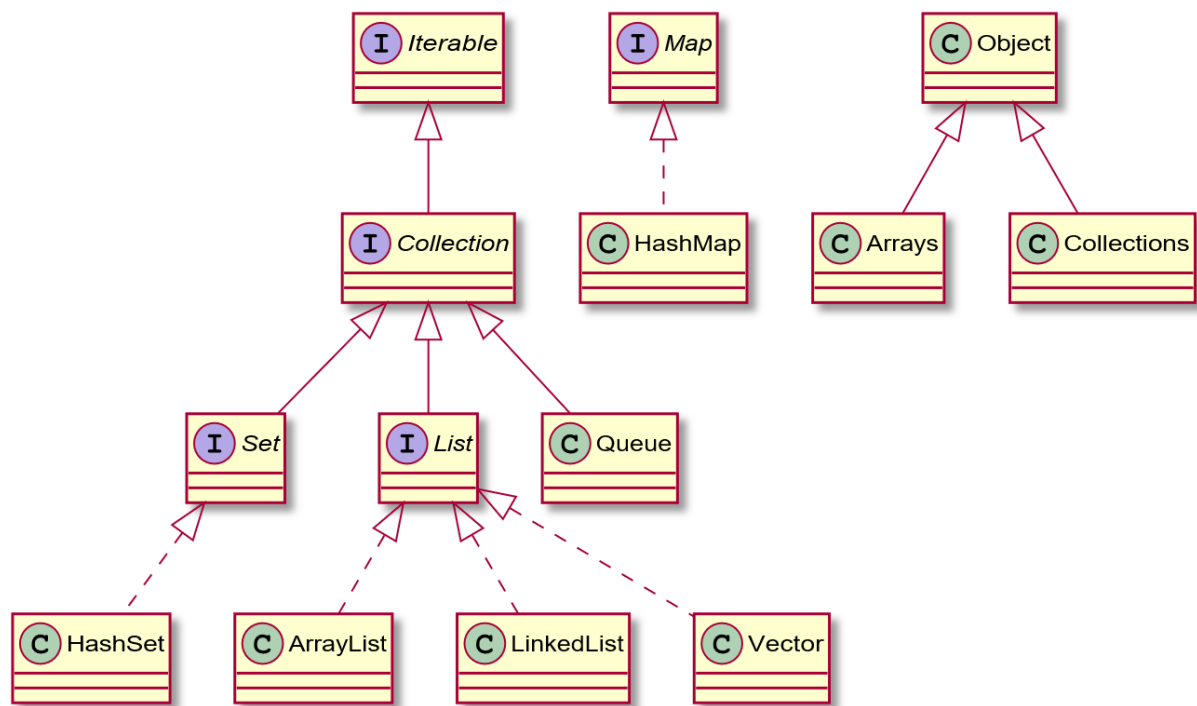 I Iterable
I Map
C Object
I Collection
C HashMap
C Arrays
C Collections
I Set
I List
C Queue
C HashSet
C ArrayList
C LinkedList
C Vector